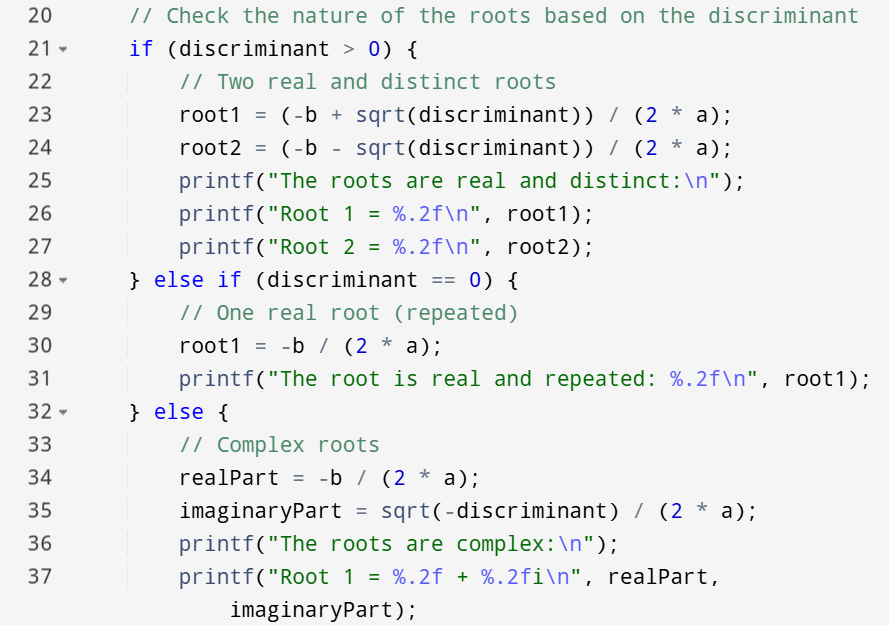 20 // Check the nature of the roots based on the discriminant
21 if (discriminant > 0) {
22 // Two real and distinct roots
23 root1 = (-b + sqrt(discriminant)) / (2 * a);
24 root2 = (-b - sqrt(discriminant)) / (2 * a);
25 printf("The roots are real and distinct:\n");
26 printf("Root 1 = %.2f\n", root1);
27 printf("Root 2 = %.2f\n", root2);
28 } else if (discriminant == 0) {
29 // One real root (repeated)
30 root1 = -b / (2 * a);
31 printf("The root is real and repeated: %.2f\n", root1);
32 } else {
33 // Complex roots
34 realPart = -b / (2 * a);
35 imaginaryPart = sqrt(-discriminant) / (2 * a);
36 printf("The roots are complex:\n");
37 printf("Root 1 = %.2f + %.2fi\n", realPart,
imaginaryPart);